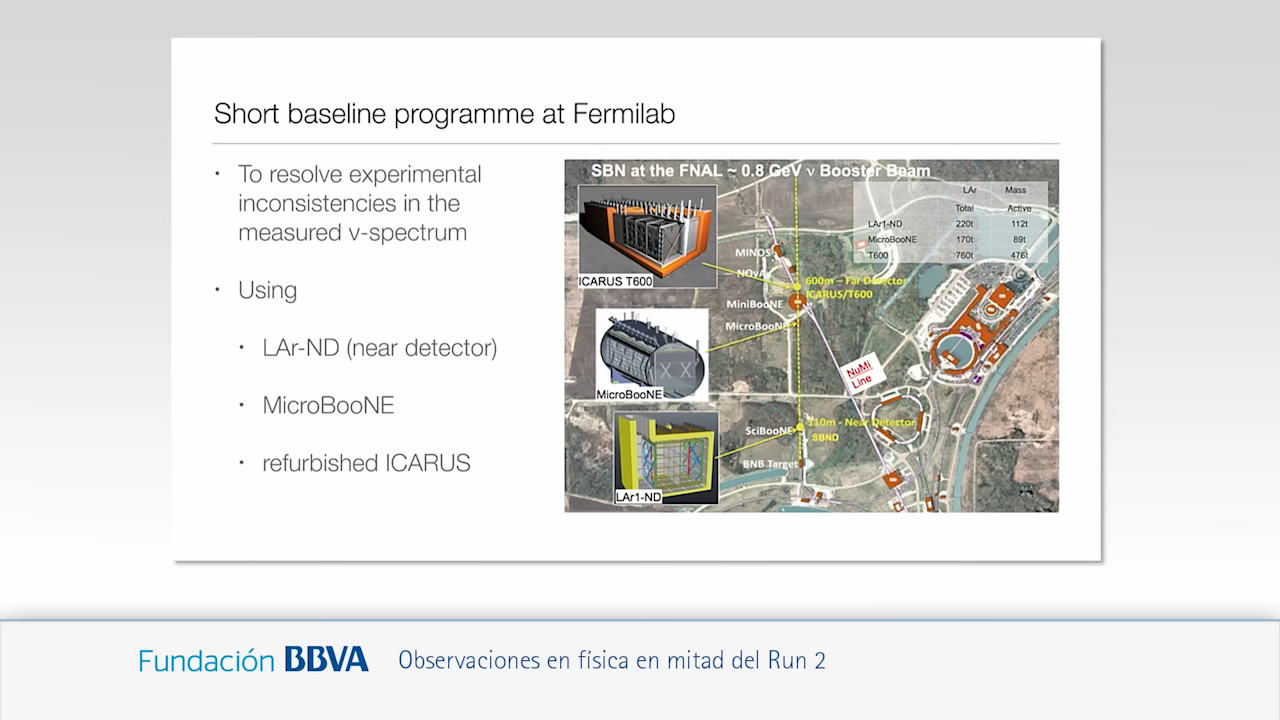 Short baseline programme at Fermilab
• To resolve experimental
inconsistencies in the
measured ν-spectrum
• Using
• LAr-ND (near detector)
• MicroBooNE
• refurbished ICARUS
SBN at the FNAL ~ 0.8 GeV ν Booster Beam
LAr Mass
Total Active
LAr1-ND 220t 112t
MicroBooNE 170t 89t
T600 760t 476t
ICARUS T600
MINOS
NOvA
600m – Far Detector
ICARUS/T600
MiniBooNE
MicroBooNE
NuMi
Line
MicroBooNE
SciBooNE
110m - Near Detector
SBND
BNB Target
LAr1-ND
Fundación BBVA
Observaciones en física en mitad del Run 2